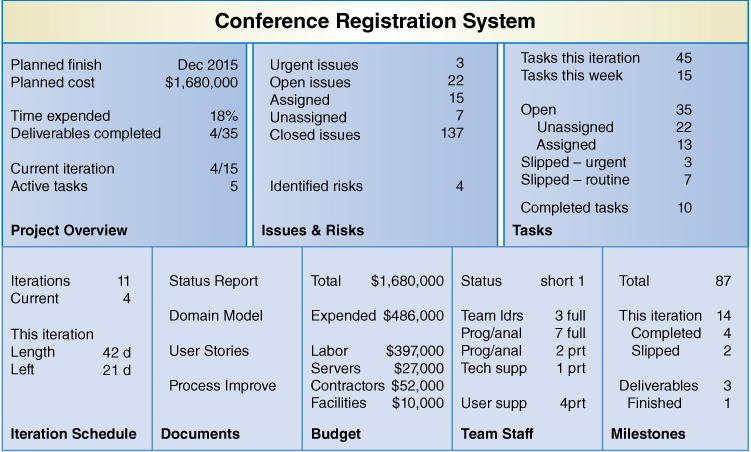 Conference Registration System
Planned finish Dec 2015
Planned cost $1,680,000
Time expended 18%
Deliverables completed 4/35
Current iteration 4/15
Active tasks 5
Project Overview
Urgent issues 3
Open issues 22
Assigned 15
Unassigned 7
Closed issues 137
Identified risks 4
Issues & Risks
Tasks this iteration 45
Tasks this week 15
Open 35
Unassigned 22
Assigned 13
Slipped – urgent 3
Slipped – routine 7
Completed tasks 10
Tasks
Iterations 11
Current 4
This iteration
Length 42 d
Left 21 d
Iteration Schedule
Status Report
Domain Model
User Stories
Process Improve
Documents
Total $1,680,000
Expended $486,000
Labor $397,000
Servers $27,000
Contractors $52,000
Facilities $10,000
Budget
Status short 1
Team ldrs 3 full
Prog/anal 7 full
Prog/anal 2 prt
Tech supp 1 prt
User supp 4prt
Team Staff
Total 87
This iteration 14
Completed 4
Slipped 2
Deliverables 3
Finished 1
Milestones